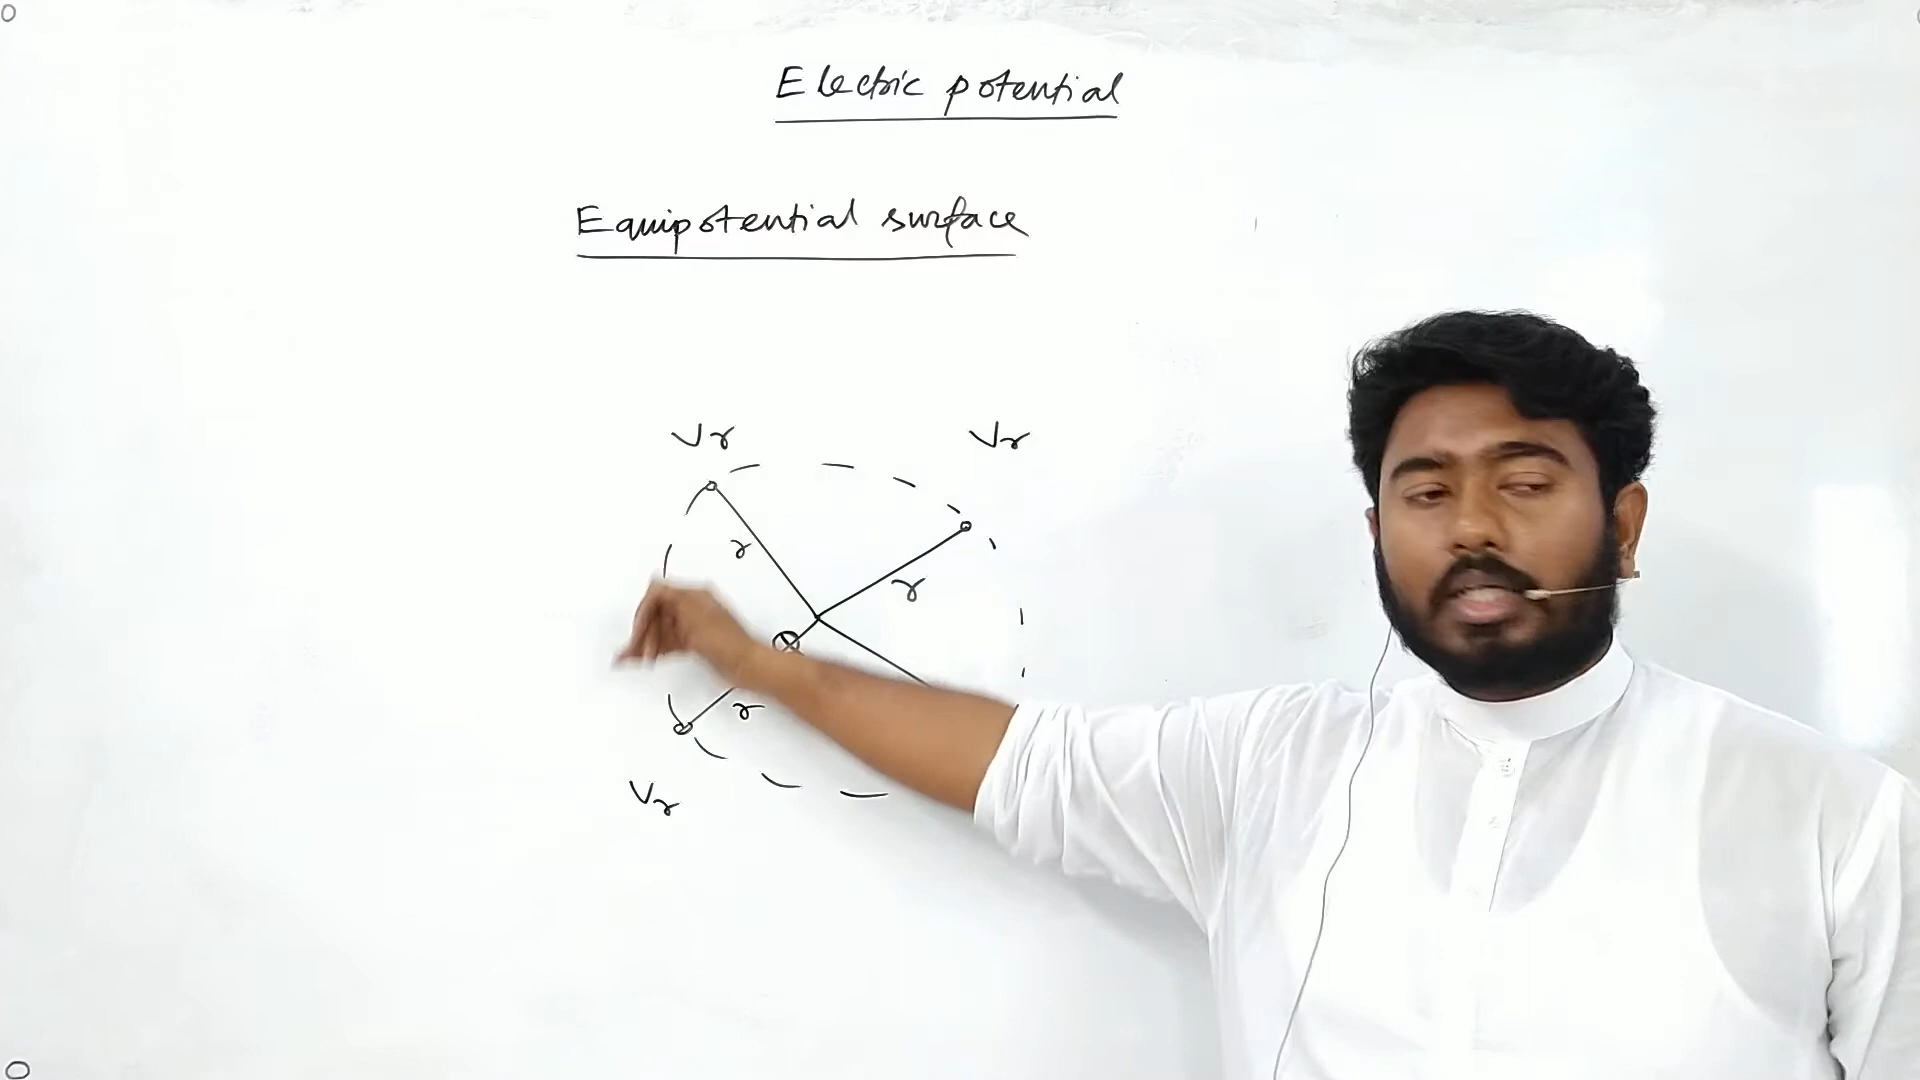 Electric potential
Equipotential surface
Vr
Vr
r
r
r
Vr